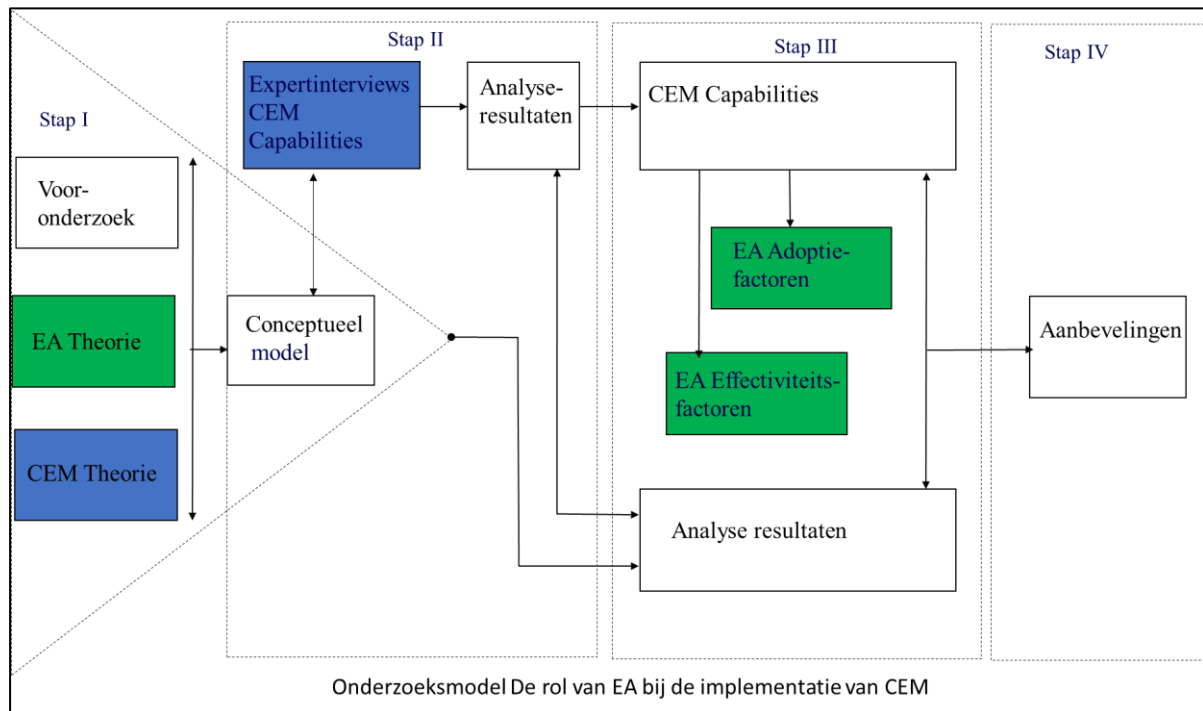 Stap I
Voor-
onderzoek
EA Theorie
CEM Theorie
Stap II
Expertinterviews
CEM
Capabilities
Analyse-
resultaten
Conceptueel
model
Stap III
CEM Capabilities
EA Adoptie-
factoren
EA Effectiviteits-
factoren
Analyse resultaten
Stap IV
Aanbevelingen
Onderzoeksmodel De rol van EA bij de implementatie van CEM